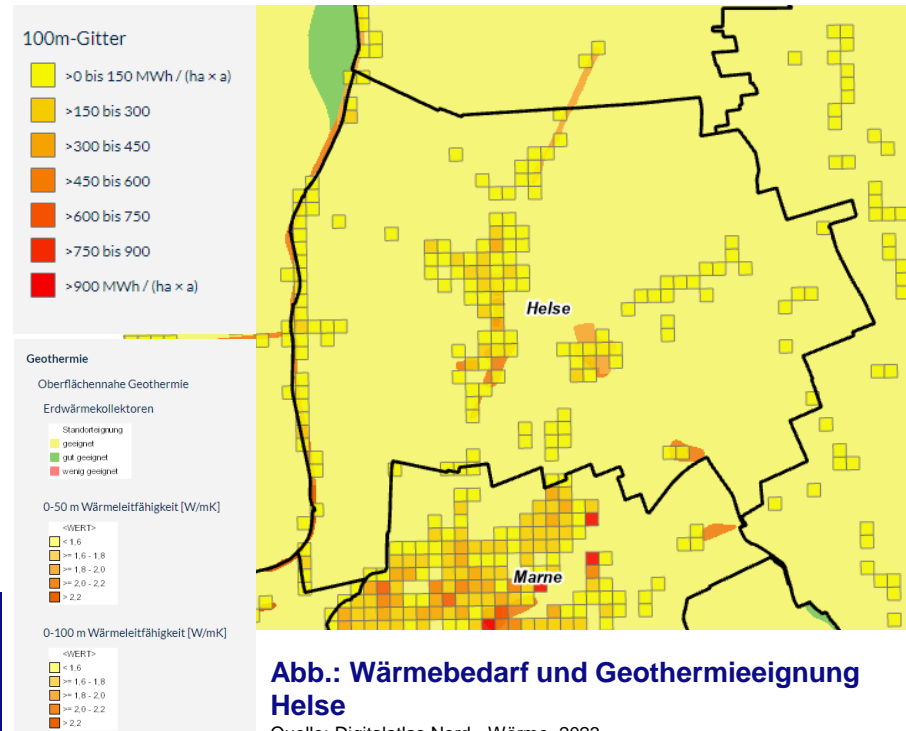 100m-Gitter
>0 bis 150 MWh / (ha × a)
>150 bis 300
>300 bis 450
>450 bis 600
>600 bis 750
>750 bis 900
>900 MWh / (ha × a)
Geothermie
Oberflächennahe Geothermie
Erdwärmekollektoren
Standorteignung
geeignet
gut geeignet
wenig geeignet
0-50 m Wärmeleitfähigkeit [W/mK]
<WERT>
< 1,6
>= 1,6 - 1,8
>= 1,8 - 2,0
>= 2,0 - 2,2
> 2,2
0-100 m Wärmeleitfähigkeit [W/mK]
<WERT>
< 1,6
>= 1,6 - 1,8
>= 1,8 - 2,0
>= 2,0 - 2,2
> 2,2
Helse
Marne
Abb.: Wärmebedarf und Geothermieeignung
Helse
Quelle: Digitalatlas Nord - Wärme, 2023